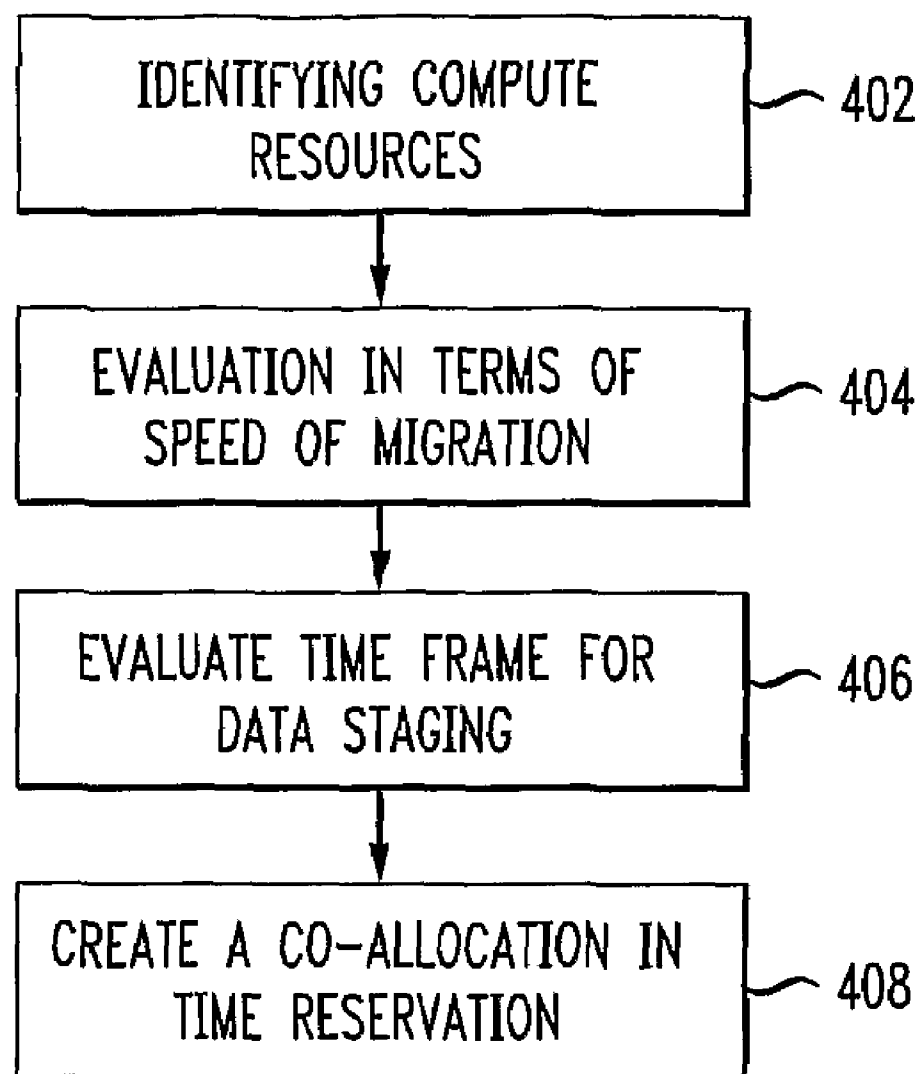 IDENTIFYING COMPUTE
RESOURCES
402
EVALUATION IN TERMS OF
SPEED OF MIGRATION
404
EVALUATE TIME FRAME FOR
DATA STAGING
406
CREATE A CO-ALLOCATION IN
TIME RESERVATION
408